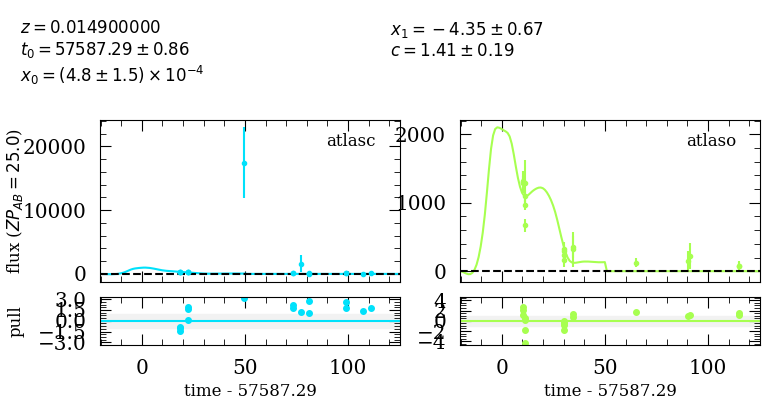 z = 0.014900000
t₀ = 57587.29 ± 0.86
x₀ = (4.8 ± 1.5) × 10⁻⁴
x₁ = −4.35 ± 0.67
c = 1.41 ± 0.19
flux (ZP_AB = 25.0)
20000
10000
0
atlasc
2000
1000
0
atlaso
pull
3.0
1.5
0.0
−1.5
−3.0
4
2
0
−2
−4
0 50 100
0 50 100
time - 57587.29
time - 57587.29